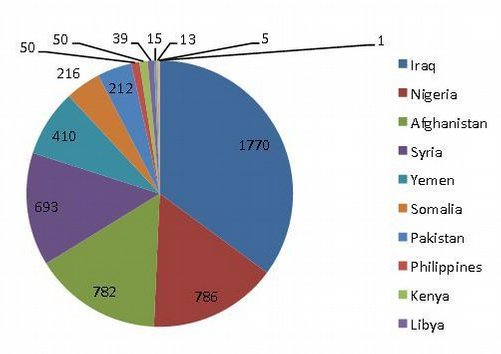 50
50
39
15
13
5
1
216
212
410
1770
693
782
786
Iraq
Nigeria
Afghanistan
Syria
Yemen
Somalia
Pakistan
Philippines
Kenya
Libya